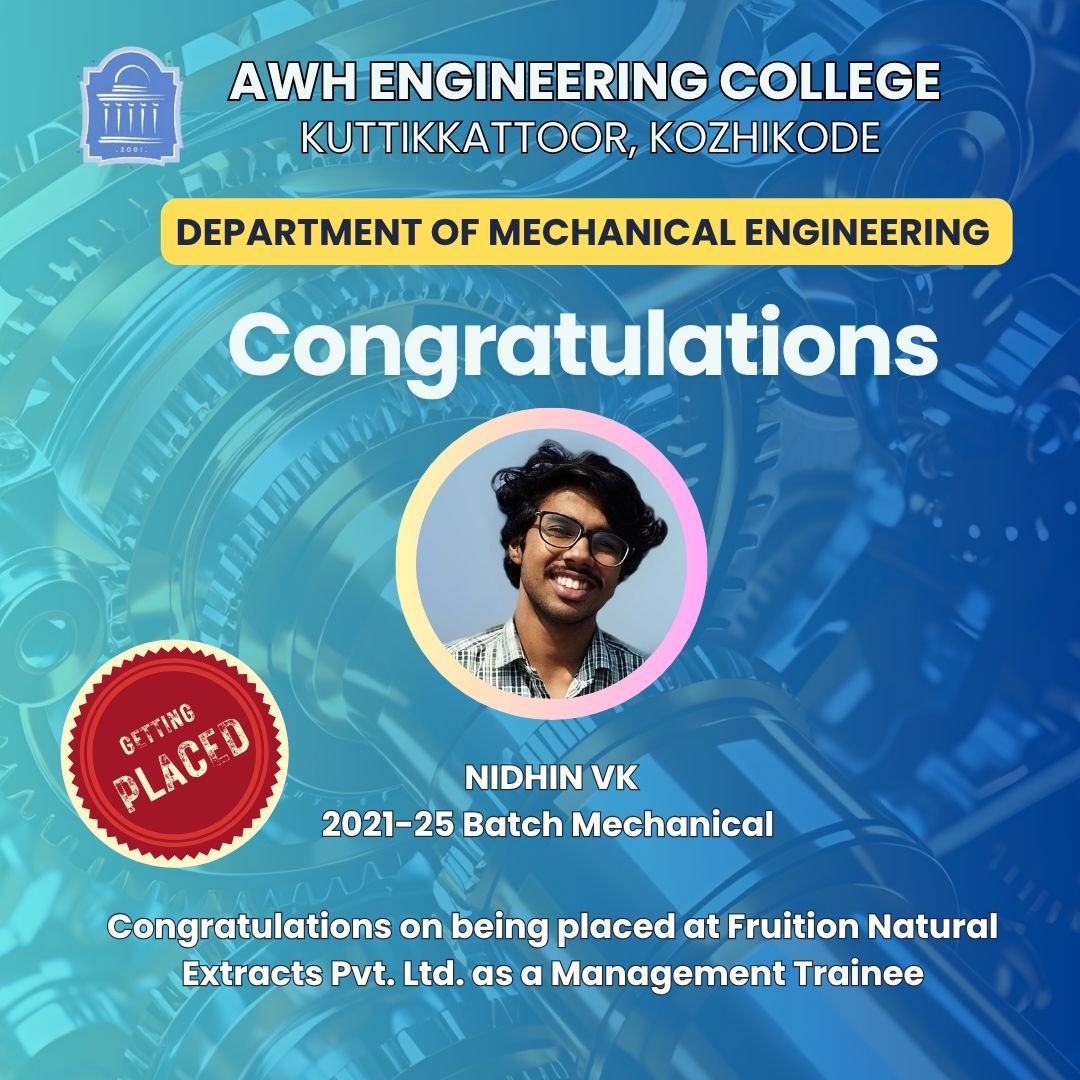 .2001.
AWH ENGINEERING COLLEGE
KUTTIKKATTOOR, KOZHIKODE
DEPARTMENT OF MECHANICAL ENGINEERING
Congratulations
GETTING
PLACED
NIDHIN VK
2021-25 Batch Mechanical
Congratulations on being placed at Fruition Natural
Extracts Pvt. Ltd. as a Management Trainee